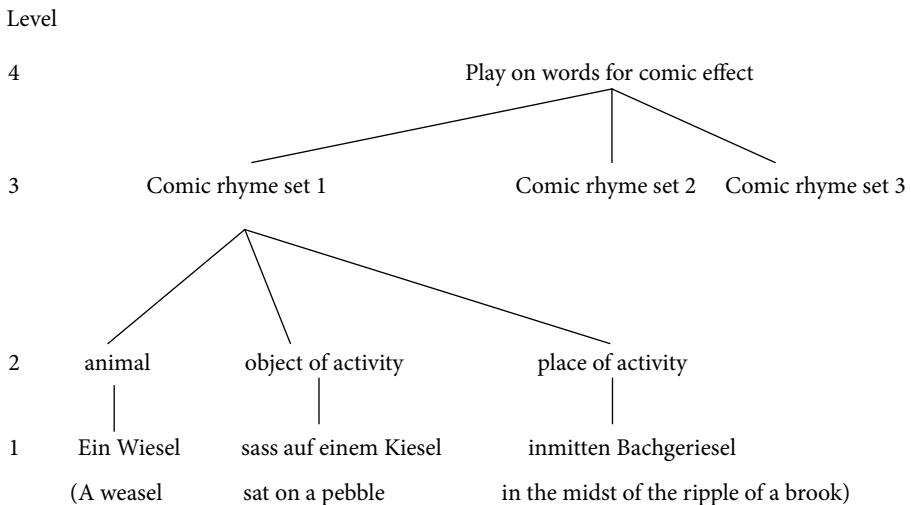 Level
4 Play on words for comic effect
3 Comic rhyme set 1 Comic rhyme set 2 Comic rhyme set 3
2 animal object of activity place of activity
1 Ein Wiesel sass auf einem Kiesel inmitten Bachgeriesel
(A weasel sat on a pebble in the midst of the ripple of a brook)